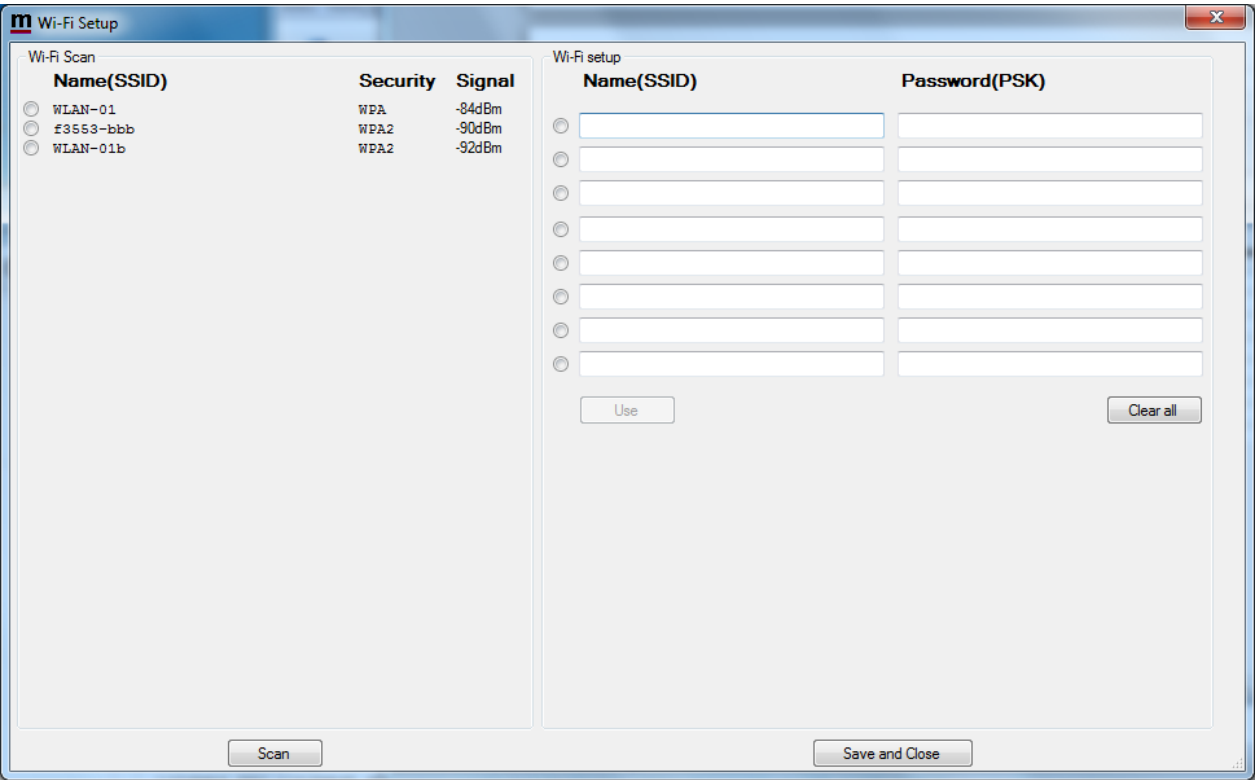 m Wi-Fi Setup x
Wi-Fi Scan
Name(SSID) Security Signal
WLAN-01 WPA -84dBm
f3553-bbb WPA2 -90dBm
WLAN-01b WPA2 -92dBm
Scan
Wi-Fi setup
Name(SSID) Password(PSK)
Use Clear all
Save and Close